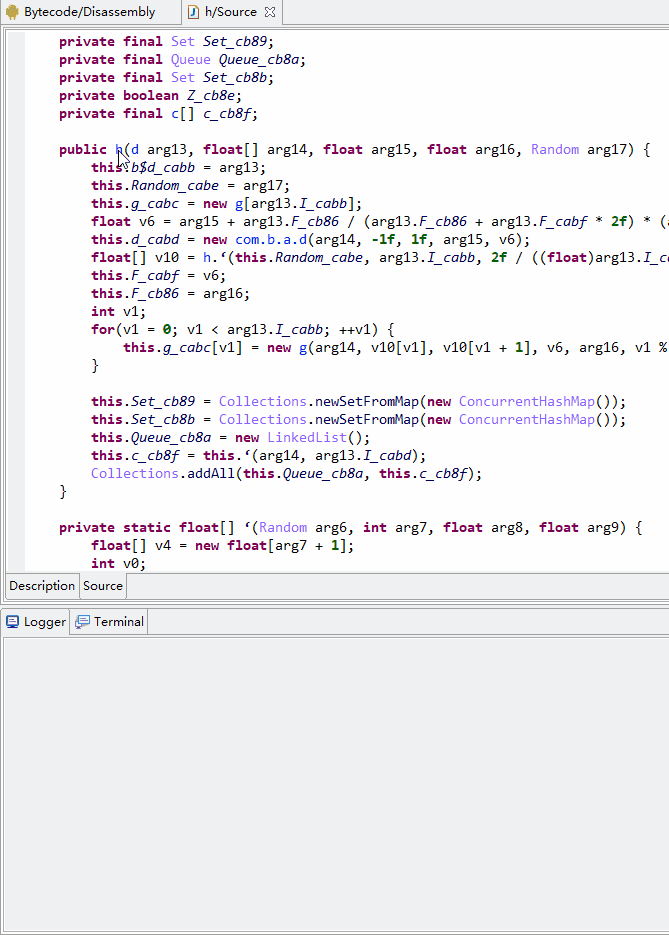 Bytecode/Disassembly h/Source
private final Set Set_cb89;
private final Queue Queue_cb8a;
private final Set Set_cb8b;
private boolean Z_cb8e;
private final c[] c_cb8f;
public h(d arg13, float[] arg14, float arg15, float arg16, Random arg17) {
this.b$d_cabb = arg13;
this.Random_cabe = arg17;
this.g_cabc = new g[arg13.I_cabb];
float v6 = arg15 + arg13.F_cb86 / (arg13.F_cb86 + arg13.F_cabf * 2f) * (a
this.d_cabd = new com.b.a.d(arg14, -1f, 1f, arg15, v6);
float[] v10 = h.‘(this.Random_cabe, arg13.I_cabb, 2f / ((float)arg13.I_ca
this.F_cabf = v6;
this.F_cb86 = arg16;
int v1;
for(v1 = 0; v1 < arg13.I_cabb; ++v1) {
this.g_cabc[v1] = new g(arg14, v10[v1], v10[v1 + 1], v6, arg16, v1 %
}
this.Set_cb89 = Collections.newSetFromMap(new ConcurrentHashMap());
this.Set_cb8b = Collections.newSetFromMap(new ConcurrentHashMap());
this.Queue_cb8a = new LinkedList();
this.c_cb8f = this.‘(arg14, arg13.I_cabd);
Collections.addAll(this.Queue_cb8a, this.c_cb8f);
}
private static float[] ‘(Random arg6, int arg7, float arg8, float arg9) {
float[] v4 = new float[arg7 + 1];
int v0;
Description Source
Logger Terminal